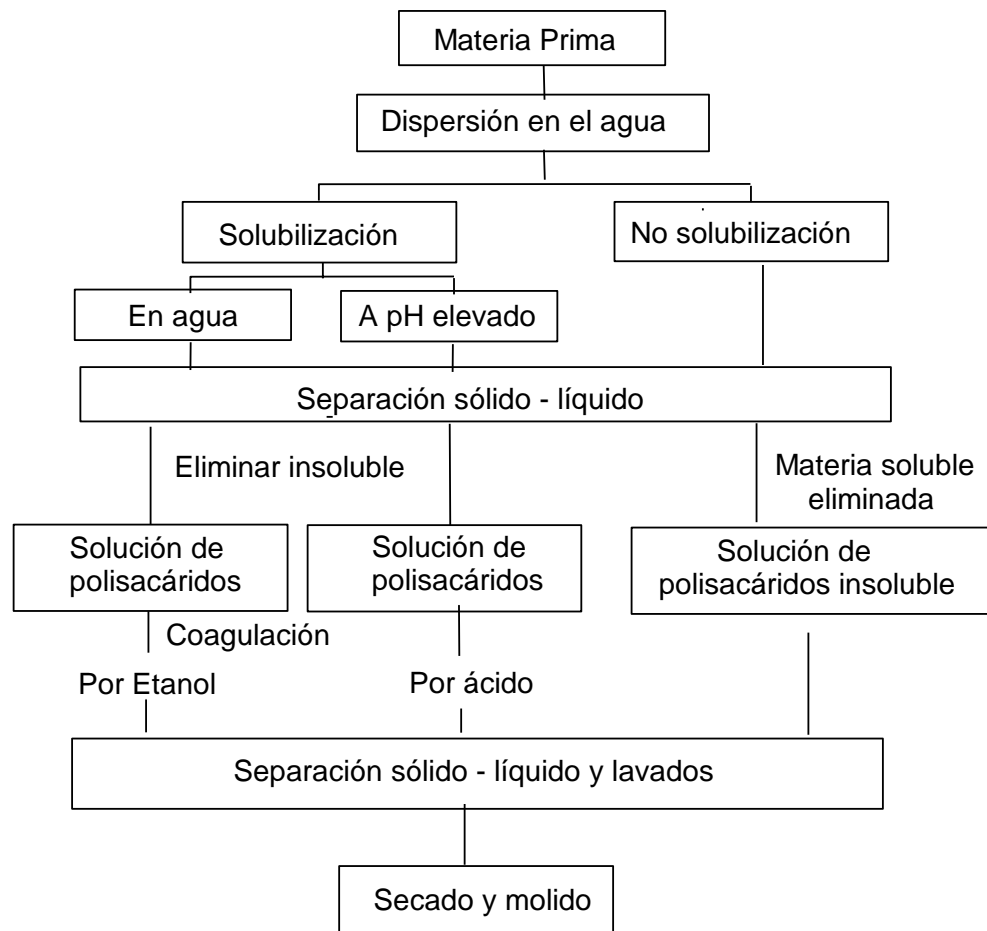 Materia Prima
Dispersión en el agua
Solubilización
No solubilización
En agua
A pH elevado
Separación sólido - líquido
Eliminar insoluble
Materia soluble
eliminada
Solución de
polisacáridos
Solución de
polisacáridos
Solución de
polisacáridos insoluble
Coagulación
Por Etanol
Por ácido
Separación sólido - líquido y lavados
Secado y molido